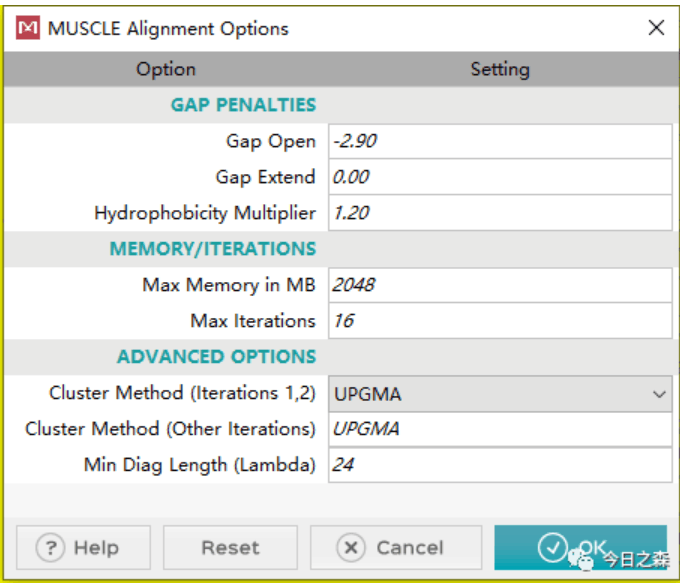 MUSCLE Alignment Options
Option Setting
GAP PENALTIES
Gap Open -2.90
Gap Extend 0.00
Hydrophobicity Multiplier 1.20
MEMORY/ITERATIONS
Max Memory in MB 2048
Max Iterations 16
ADVANCED OPTIONS
Cluster Method (Iterations 1,2) UPGMA
Cluster Method (Other Iterations) UPGMA
Min Diag Length (Lambda) 24
? Help Reset Cancel OK
今日之森